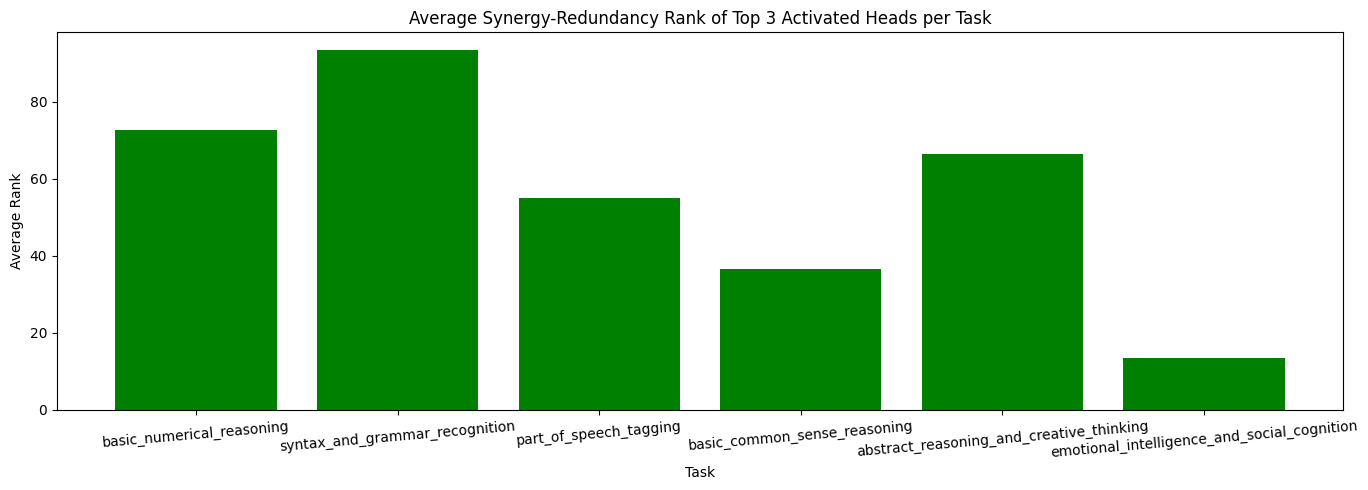 Average Synergy-Redundancy Rank of Top 3 Activated Heads per Task
Average Rank
80
60
40
20
0
basic_numerical_reasoning
syntax_and_grammar_recognition
part_of_speech_tagging
basic_common_sense_reasoning
abstract_reasoning_and_creative_thinking
emotional_intelligence_and_social_cognition
Task